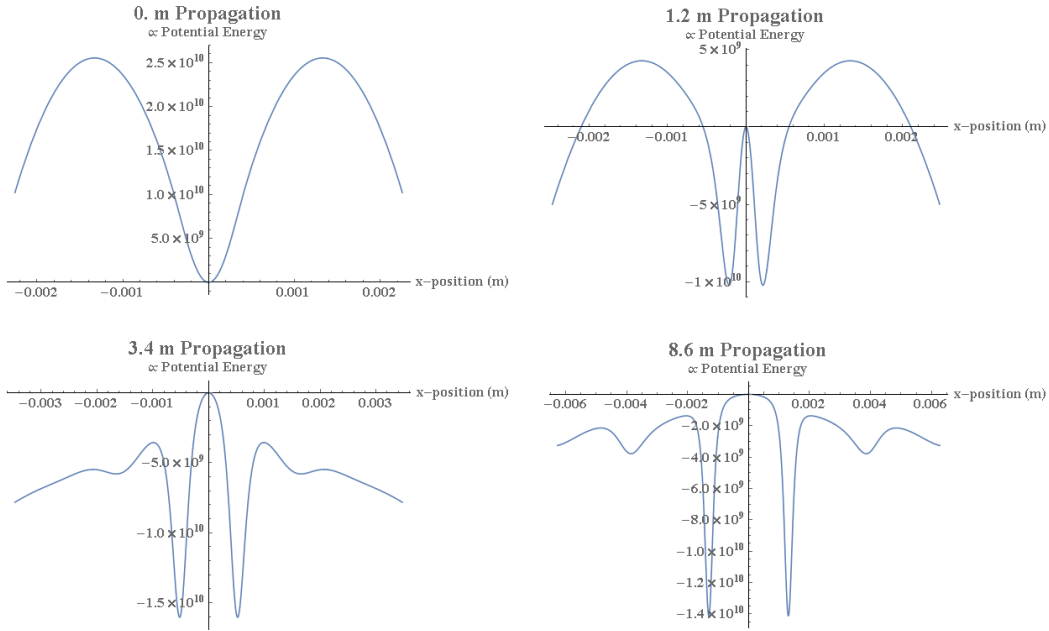 0. m Propagation
∝ Potential Energy
2.5×10¹⁰
2.0×10¹⁰
1.5×10¹⁰
1.0×10¹⁰
5.0×10⁹
x-position (m)
-0.002 -0.001 0.001 0.002
1.2 m Propagation
∝ Potential Energy
5×10⁹
x-position (m)
-0.002 -0.001 0.001 0.002
-5×10⁹
-1×10¹⁰
3.4 m Propagation
∝ Potential Energy
x-position (m)
-0.003 -0.002 -0.001 0.001 0.002 0.003
-5.0×10⁹
-1.0×10¹⁰
-1.5×10¹⁰
8.6 m Propagation
∝ Potential Energy
x-position (m)
-0.006 -0.004 -0.002 0.002 0.004 0.006
-2.0×10⁹
-4.0×10⁹
-6.0×10⁹
-8.0×10⁹
-1.0×10¹⁰
-1.2×10¹⁰
-1.4×10¹⁰